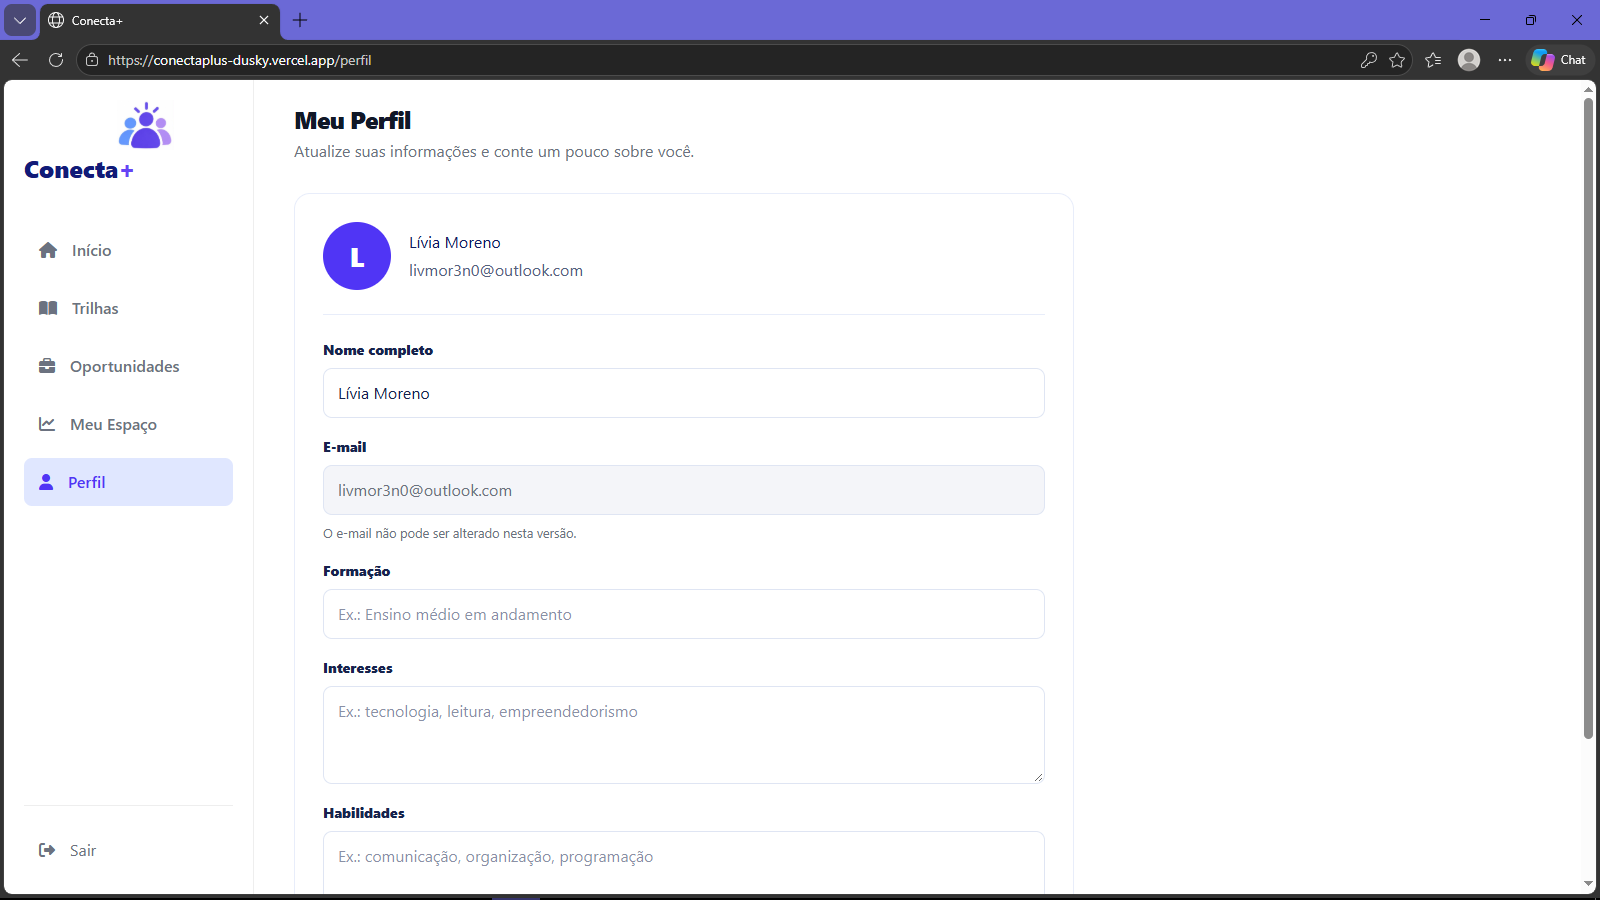 Conecta+
https://conectaplus-dusky.vercel.app/perfil
Chat
Conecta+
Início
Trilhas
Oportunidades
Meu Espaço
Perfil
Sair
Meu Perfil
Atualize suas informações e conte um pouco sobre você.
L
Lívia Moreno
livmor3n0@outlook.com
Nome completo
Lívia Moreno
E-mail
livmor3n0@outlook.com
O e-mail não pode ser alterado nesta versão.
Formação
Ex.: Ensino médio em andamento
Interesses
Ex.: tecnologia, leitura, empreendedorismo
Habilidades
Ex.: comunicação, organização, programação